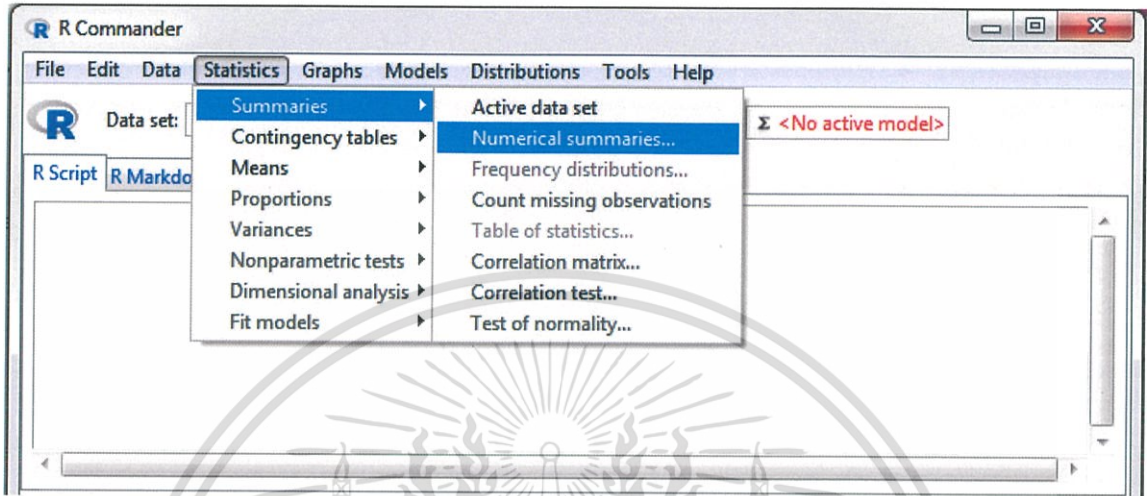 R Commander
File Edit Data Statistics Graphs Models Distributions Tools Help
R Data set: Σ <No active model>
R Script R Markdo
Summaries
Contingency tables
Means
Proportions
Variances
Nonparametric tests
Dimensional analysis
Fit models
Active data set
Numerical summaries...
Frequency distributions...
Count missing observations
Table of statistics...
Correlation matrix...
Correlation test...
Test of normality...